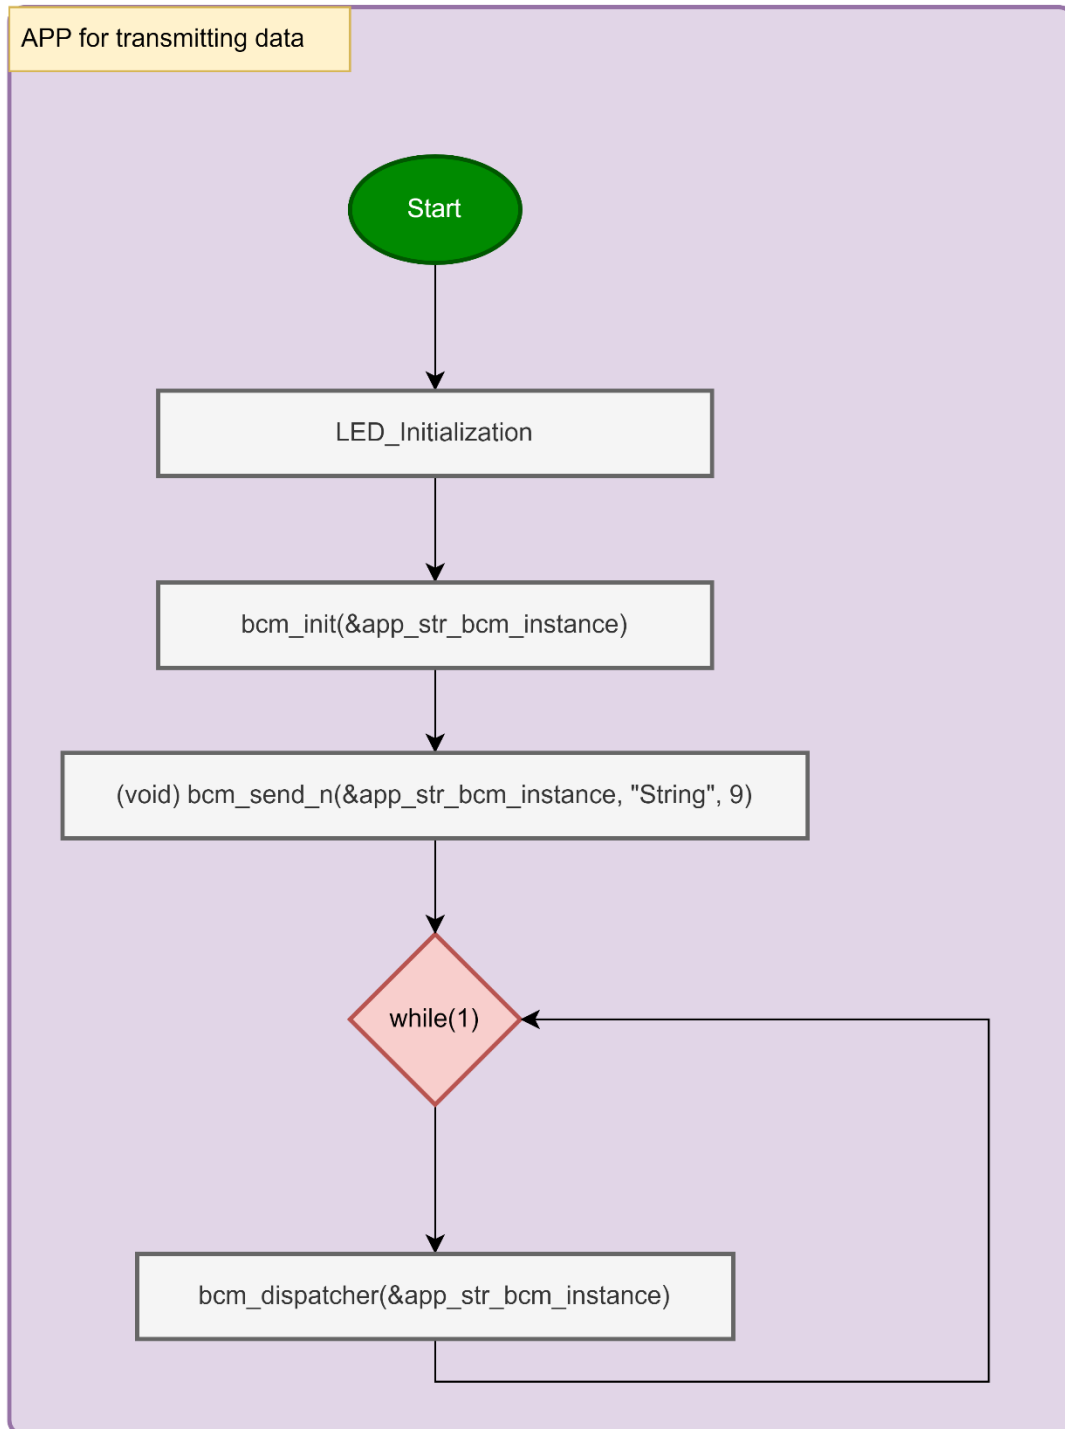 APP for transmitting data
Start
LED_Initialization
bcm_init(&app_str_bcm_instance)
(void) bcm_send_n(&app_str_bcm_instance, "String", 9)
while(1)
bcm_dispatcher(&app_str_bcm_instance)